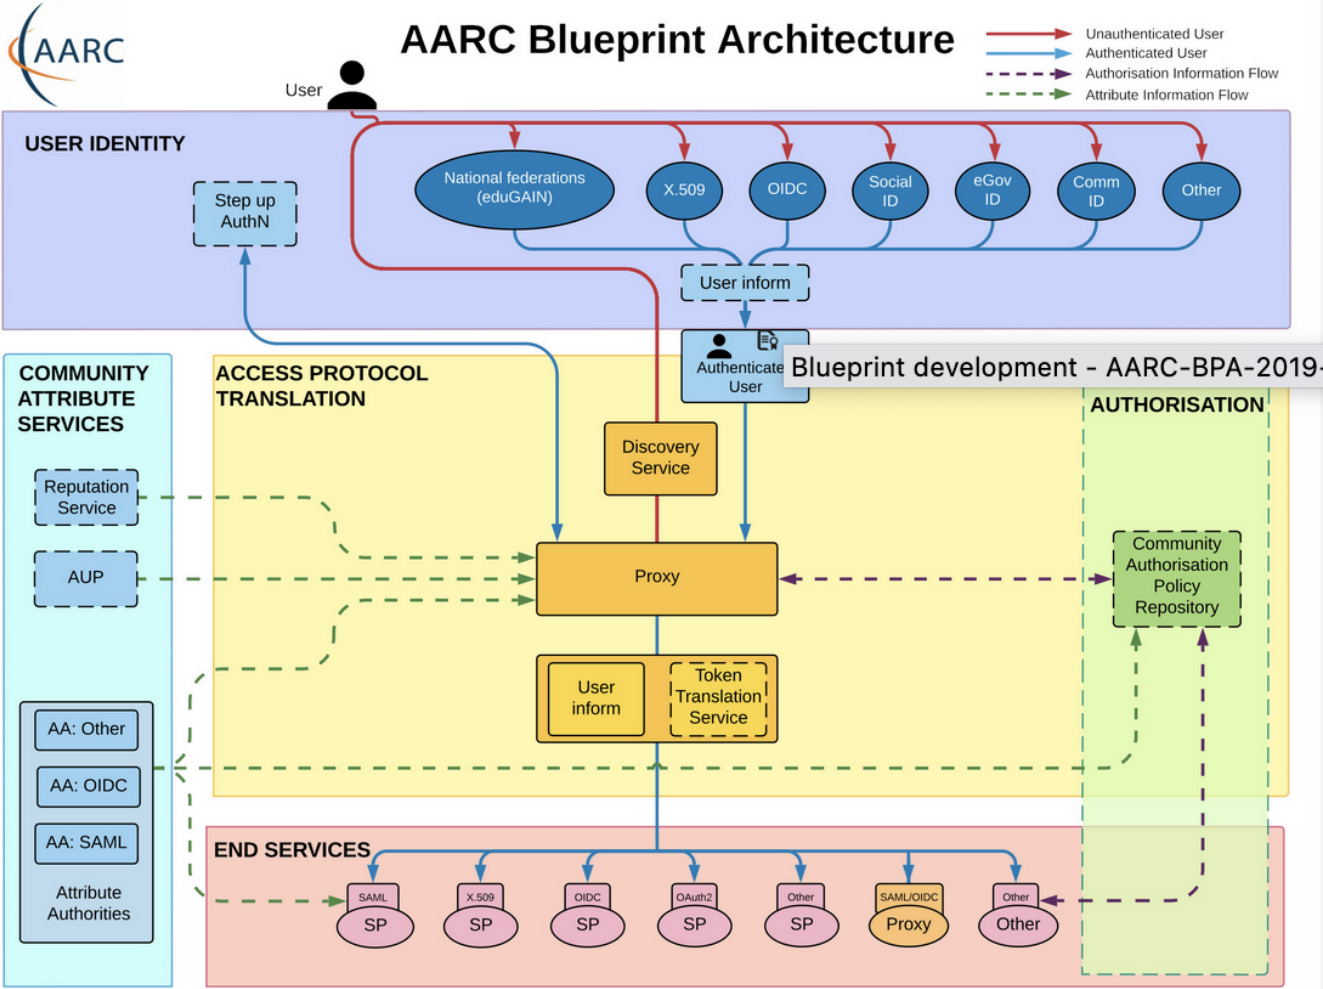 AARC
AARC Blueprint Architecture
Unauthenticated User
Authenticated User
Authorisation Information Flow
Attribute Information Flow
User
USER IDENTITY
Step up
AuthN
National federations
(eduGAIN)
X.509
OIDC
Social
ID
eGov
ID
Comm
ID
Other
User inform
Authenticate
User
Blueprint development - AARC-BPA-2019-
COMMUNITY
ATTRIBUTE
SERVICES
ACCESS PROTOCOL
TRANSLATION
AUTHORISATION
Discovery
Service
Reputation
Service
AUP
Proxy
Community
Authorisation
Policy
Repository
User
inform
Token
Translation
Service
AA: Other
AA: OIDC
AA: SAML
Attribute
Authorities
END SERVICES
SAML
SP
X.509
SP
OIDC
SP
OAuth2
SP
Other
SP
SAML/OIDC
Proxy
Other
Other